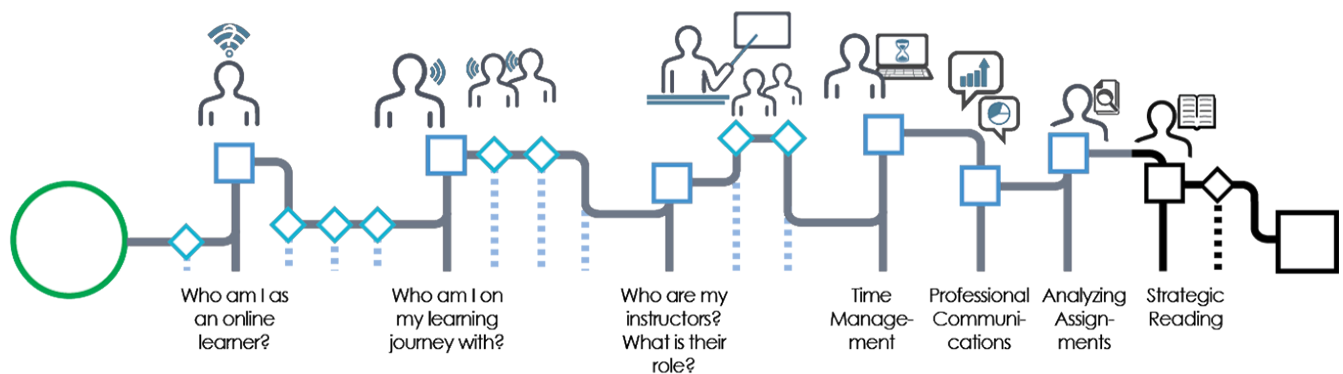 Who am I as
an online
learner?
Who am I on
my learning
journey with?
Who are my
instructors?
What is their
role?
Time
Manage-
ment
Professional
Communi-
cations
Analyzing
Assign-
ments
Strategic
Reading